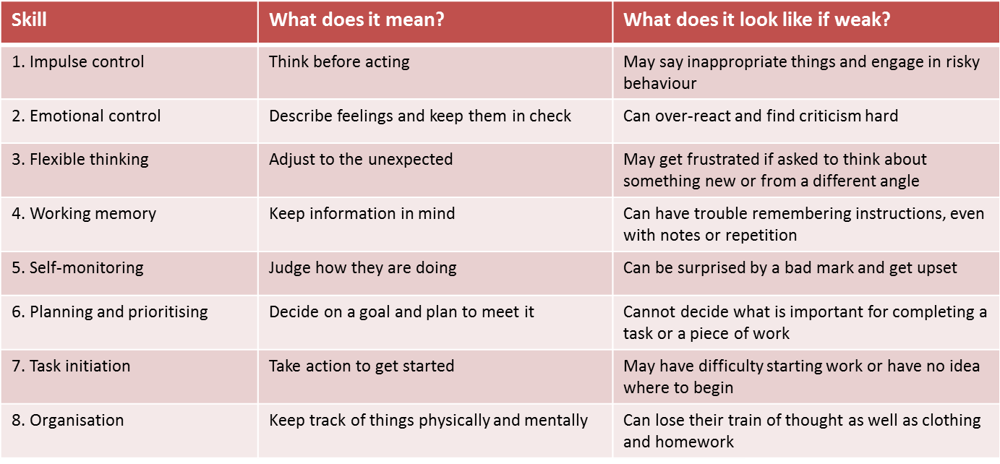 Skill
What does it mean?
What does it look like if weak?
1. Impulse control
Think before acting
May say inappropriate things and engage in risky
behaviour
2. Emotional control
Describe feelings and keep them in check
Can over-react and find criticism hard
3. Flexible thinking
Adjust to the unexpected
May get frustrated if asked to think about
something new or from a different angle
4. Working memory
Keep information in mind
Can have trouble remembering instructions, even
with notes or repetition
5. Self-monitoring
Judge how they are doing
Can be surprised by a bad mark and get upset
6. Planning and prioritising
Decide on a goal and plan to meet it
Cannot decide what is important for completing a
task or a piece of work
7. Task initiation
Take action to get started
May have difficulty starting work or have no idea
where to begin
8. Organisation
Keep track of things physically and mentally
Can lose their train of thought as well as clothing
and homework